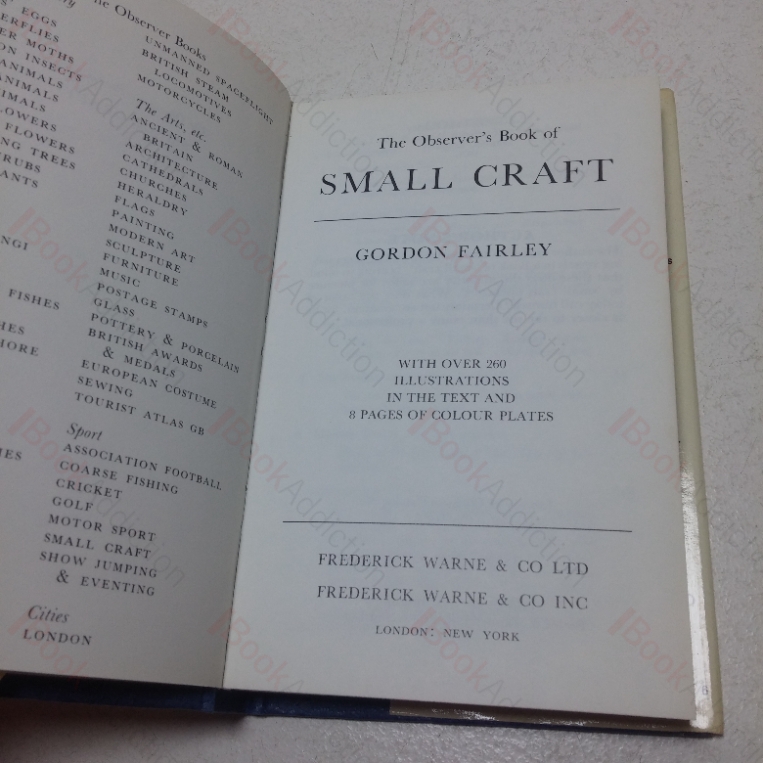 The Observer Books
EGGS
MOTHS
INSECTS
ANIMALS
ANIMALS
FLOWERS
TREES
FISHES
UNMANNED SPACEFLIGHT
BRITISH STEAM
LOCOMOTIVES
MOTORCYCLES
The Arts, etc.
ANCIENT & ROMAN
BRITAIN
ARCHITECTURE
CATHEDRALS
CHURCHES
HERALDRY
FLAGS
PAINTING
MODERN ART
SCULPTURE
FURNITURE
MUSIC
POSTAGE STAMPS
GLASS
POTTERY & PORCELAIN
BRITISH AWARDS
& MEDALS
EUROPEAN COSTUME
SEWING
TOURIST ATLAS GB
Sport
ASSOCIATION FOOTBALL
COARSE FISHING
CRICKET
GOLF
MOTOR SPORT
SMALL CRAFT
SHOW JUMPING
& EVENTING
Cities
LONDON
The Observer's Book of
SMALL CRAFT
GORDON FAIRLEY
WITH OVER 260
ILLUSTRATIONS
IN THE TEXT AND
8 PAGES OF COLOUR PLATES
FREDERICK WARNE & CO LTD
FREDERICK WARNE & CO INC
LONDON: NEW YORK
BookAddiction